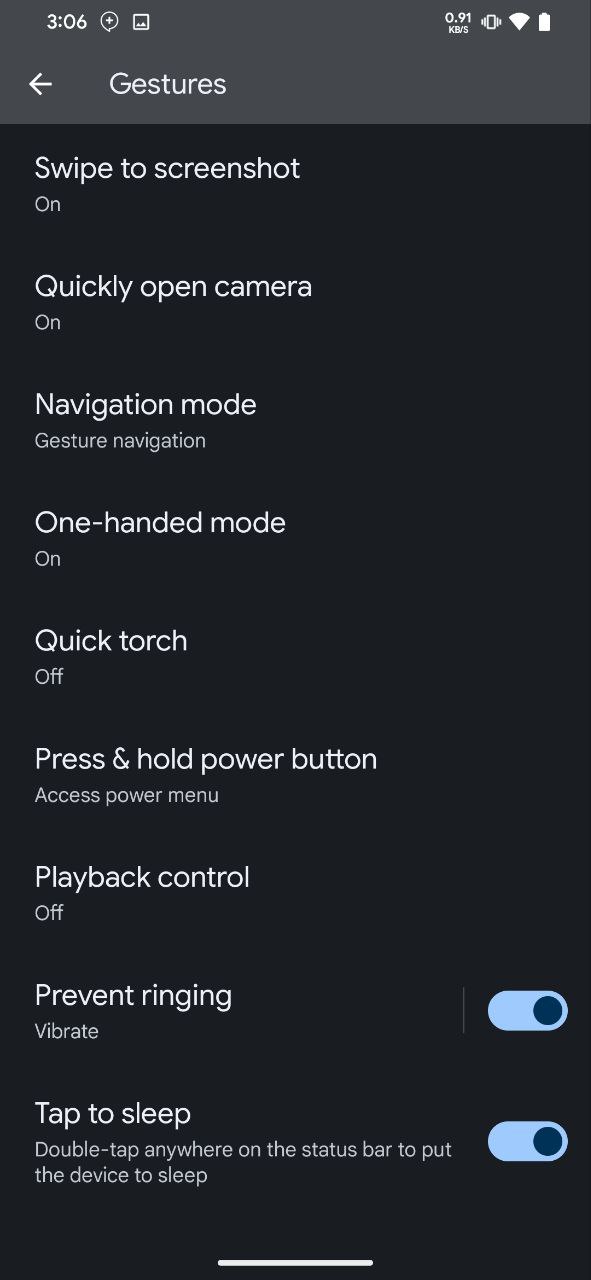 3:06
0.91
KB/S
Gestures
Swipe to screenshot
On
Quickly open camera
On
Navigation mode
Gesture navigation
One-handed mode
On
Quick torch
Off
Press & hold power button
Access power menu
Playback control
Off
Prevent ringing
Vibrate
Tap to sleep
Double-tap anywhere on the status bar to put
the device to sleep